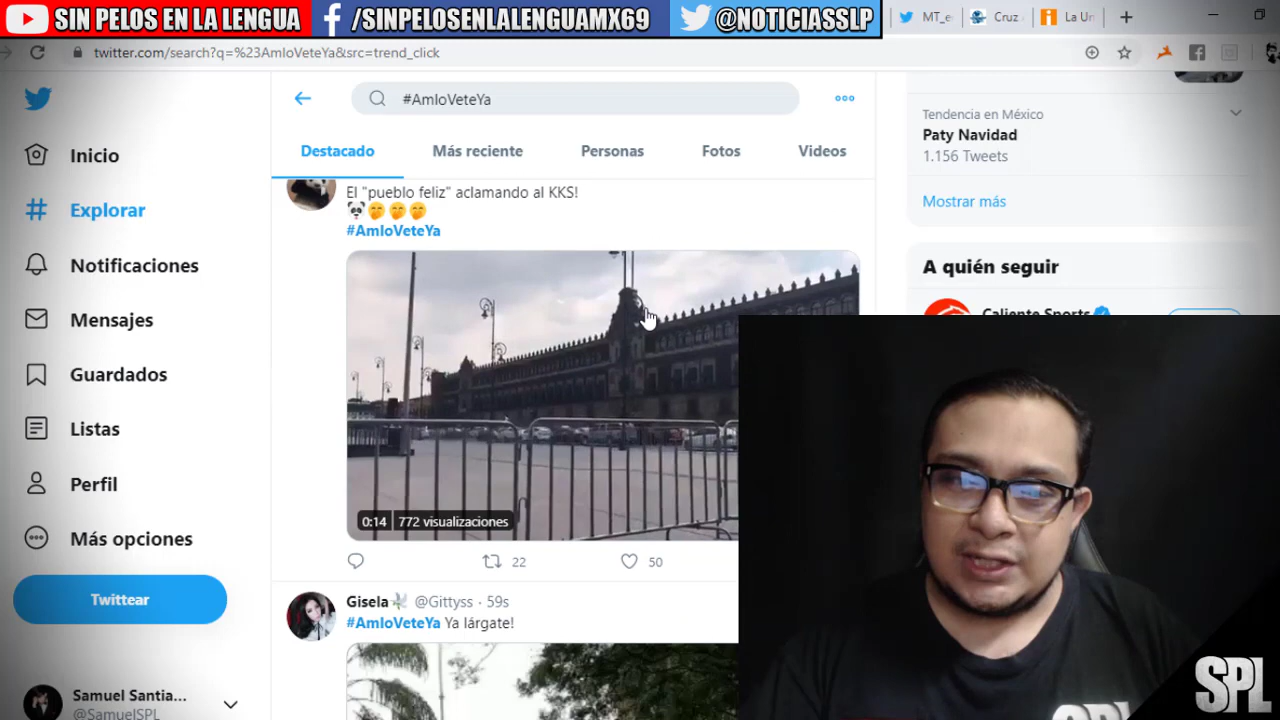 SIN PELOS EN LA LENGUA
/SINPELOSENLALENGUAMX69
@NOTICIASSLP
MT_e
Cruz
La Un
twitter.com/search?q=%23AmloVeteYa&src=trend_click
#AmloVeteYa
Destacado
Más reciente
Personas
Fotos
Videos
Inicio
Explorar
Notificaciones
Mensajes
Guardados
Listas
Perfil
Más opciones
Twittear
Samuel Santia...
@SamuelSPL
El "pueblo feliz" aclamando al KKS!
#AmloVeteYa
0:14 772 visualizaciones
22
50
Gisela @Gittyss · 59s
#AmloVeteYa Ya lárgate!
Tendencia en México
Paty Navidad
1.156 Tweets
Mostrar más
A quién seguir
Caliente Sports
SPL
SPL